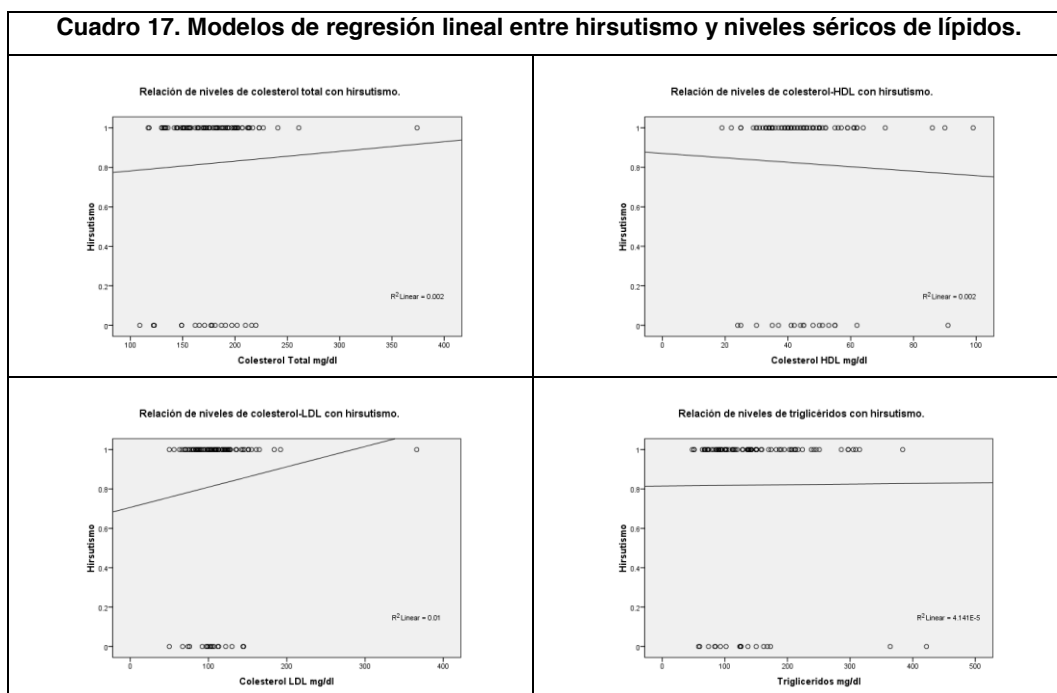 Cuadro 17. Modelos de regresión lineal entre hirsutismo y niveles séricos de lípidos.
Relación de niveles de colesterol total con hirsutismo.
Hirsutismo
1
0.8
0.6
0.4
0.2
0
R² Linear = 0.002
100 150 200 250 300 350 400
Colesterol Total mg/dl
Relación de niveles de colesterol-HDL con hirsutismo.
Hirsutismo
1
0.8
0.6
0.4
0.2
0
R² Linear = 0.002
0 20 40 60 80 100
Colesterol HDL mg/dl
Relación de niveles de colesterol-LDL con hirsutismo.
Hirsutismo
1
0.8
0.6
0.4
0.2
0
R² Linear = 0.01
0 100 200 300 400
Colesterol LDL mg/dl
Relación de niveles de triglicéridos con hirsutismo.
Hirsutismo
1
0.8
0.6
0.4
0.2
0
R² Linear = 4.141E-5
0 100 200 300 400 500
Trigliceridos mg/dl